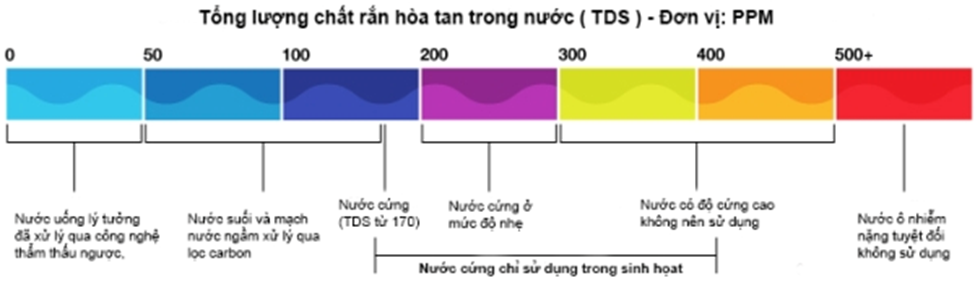 Tổng lượng chất rắn hòa tan trong nước ( TDS ) - Đơn vị: PPM
0 50 100 200 300 400 500+
Nước uống lý tưởng
đã xử lý qua công nghệ
thẩm thấu ngược.
Nước suối và mạch
nước ngầm xử lý qua
lọc carbon
Nước cứng
(TDS từ 170)
Nước cứng ở
mức độ nhẹ
Nước có độ cứng cao
không nên sử dụng
Nước ô nhiễm
nặng tuyệt đối
không sử dụng
Nước cứng chỉ sử dụng trong sinh họat